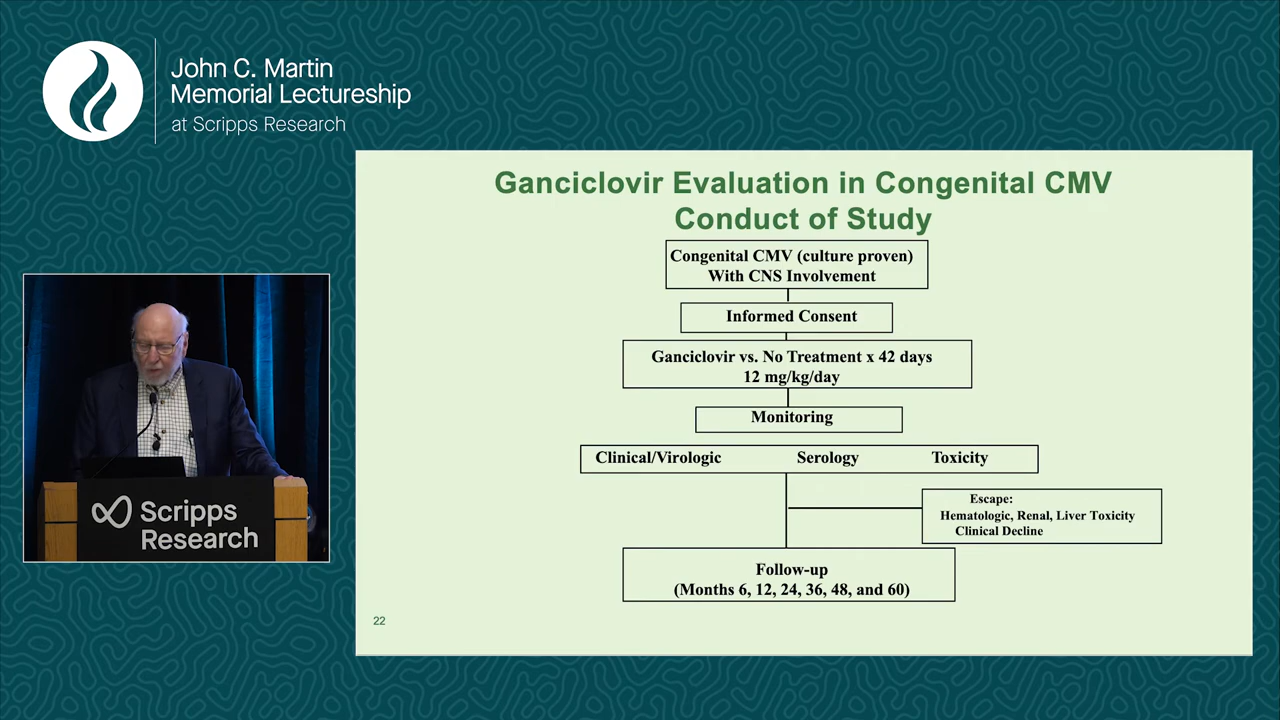 John C. Martin
Memorial Lectureship
at Scripps Research
Ganciclovir Evaluation in Congenital CMV
Conduct of Study
Congenital CMV (culture proven)
With CNS Involvement
Informed Consent
Ganciclovir vs. No Treatment x 42 days
12 mg/kg/day
Monitoring
Clinical/Virologic Serology Toxicity
Escape:
Hematologic, Renal, Liver Toxicity
Clinical Decline
Follow-up
(Months 6, 12, 24, 36, 48, and 60)
22
Scripps
Research